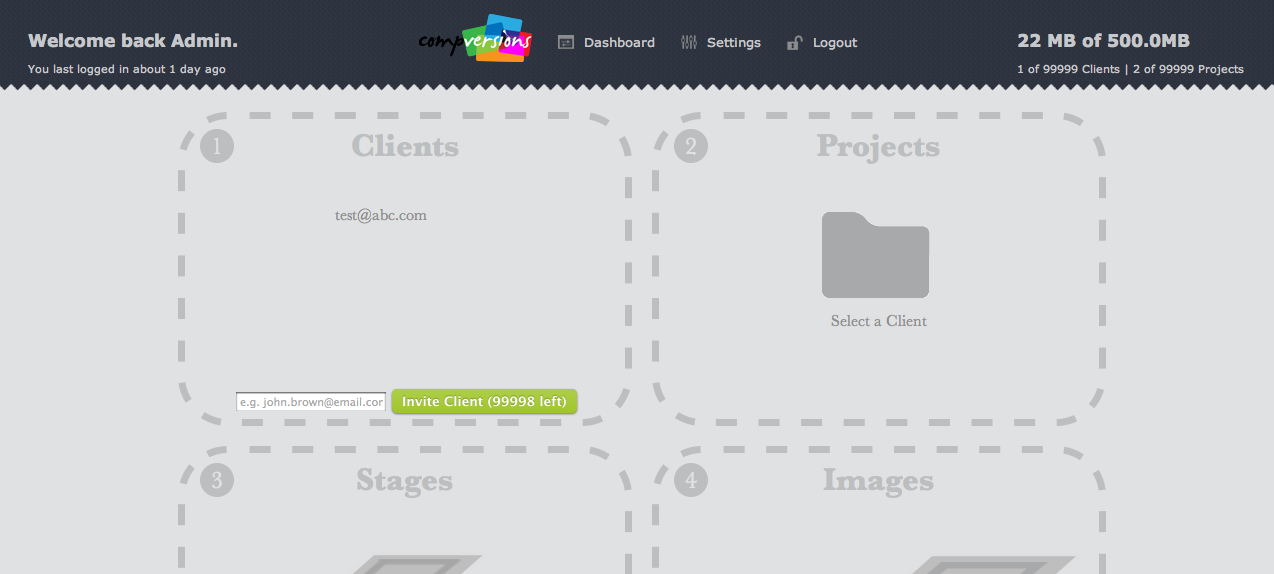 Welcome back Admin.
You last logged in about 1 day ago
compversions
Dashboard
Settings
Logout
22 MB of 500.0MB
1 of 99999 Clients | 2 of 99999 Projects
1
Clients
test@abc.com
e.g. john.brown@email.cor
Invite Client (99998 left)
2
Projects
Select a Client
3
Stages
4
Images